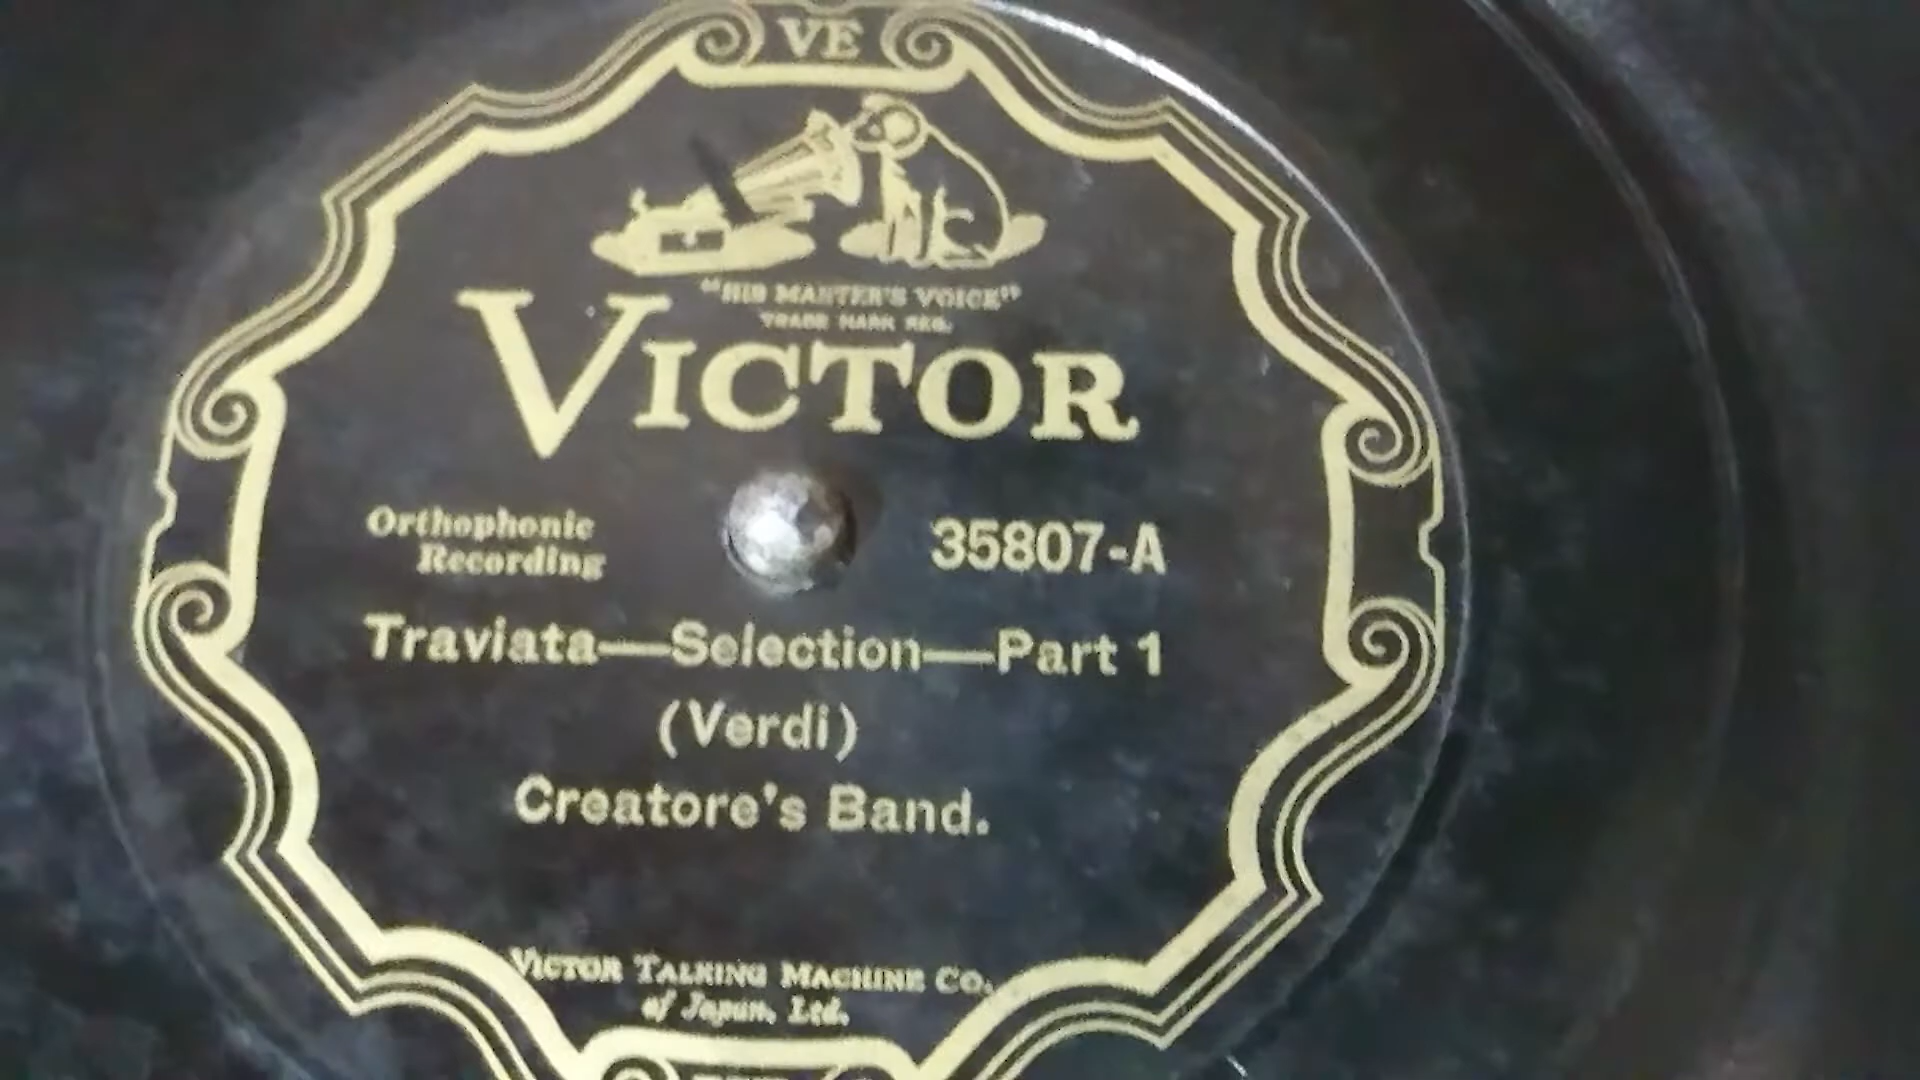 VE
"HIS MASTER'S VOICE"
TRADE MARK REG.
VICTOR
Orthophonic
Recording
35807-A
Traviata—Selection—Part 1
(Verdi)
Creatore's Band.
VICTOR TALKING MACHINE CO.
of Japan, Ltd.